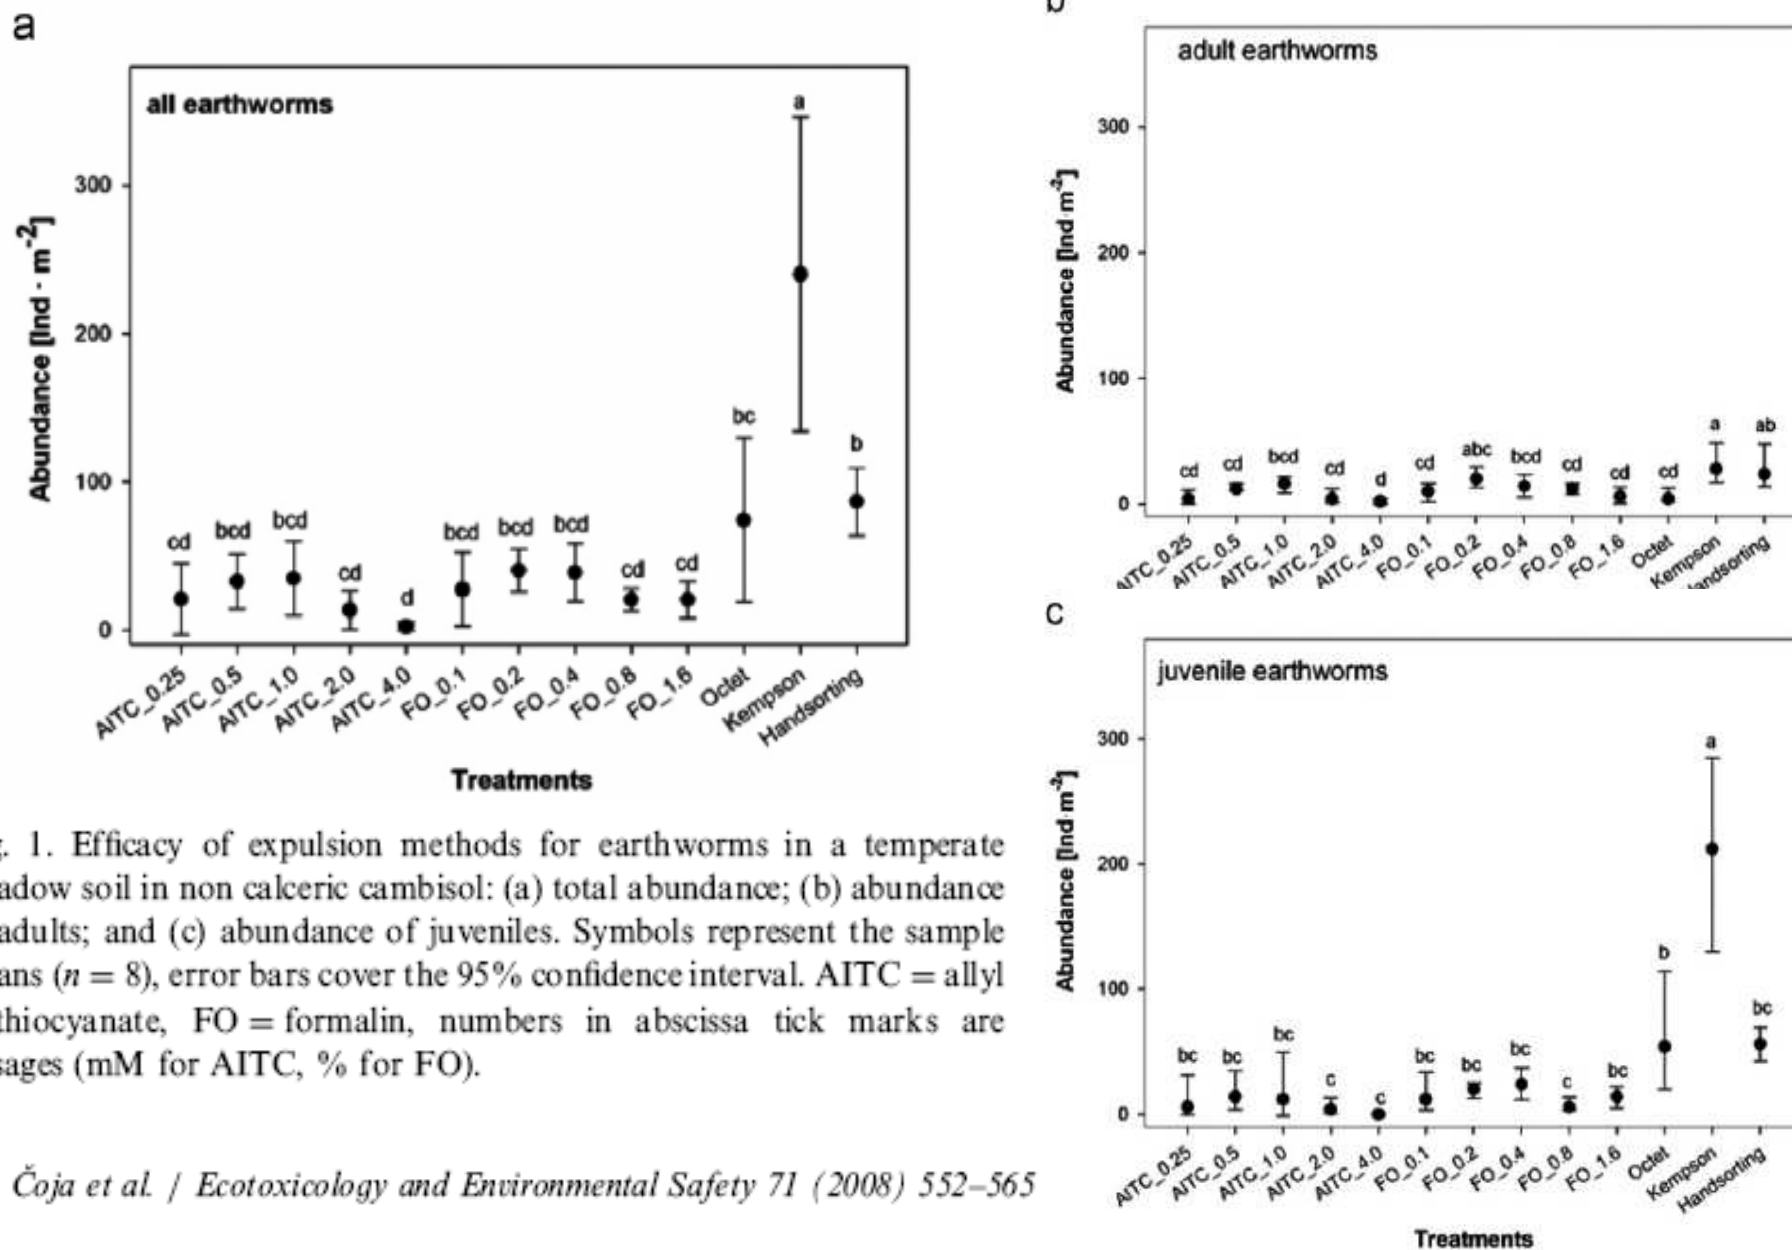 a
all earthworms
a
bc
b
cd
bcd
bcd
cd
d
bcd
bcd
bcd
cd
cd
300
200
100
0
Abundance [Ind · m-2]
AITC_0.25
AITC_0.5
AITC_1.0
AITC_2.0
AITC_4.0
FO_0.1
FO_0.2
FO_0.4
FO_0.8
FO_1.6
Octet
Kempson
Handsorting
Treatments
. 1. Efficacy of expulsion methods for earthworms in a temperate
adow soil in non calceric cambisol: (a) total abundance; (b) abundance
adults; and (c) abundance of juveniles. Symbols represent the sample
ans (n = 8), error bars cover the 95% confidence interval. AITC = allyl
thiocyanate, FO = formalin, numbers in abscissa tick marks are
sages (mM for AITC, % for FO).
Čoja et al. / Ecotoxicology and Environmental Safety 71 (2008) 552–565
b
adult earthworms
300
200
100
0
Abundance [Ind·m-2]
cd
cd
bcd
cd
d
cd
abc
bcd
cd
cd
cd
a
ab
AITC_0.25
AITC_0.5
AITC_1.0
AITC_2.0
AITC_4.0
FO_0.1
FO_0.2
FO_0.4
FO_0.8
FO_1.6
Octet
Kempson
andsorting
c
juvenile earthworms
300
200
100
0
Abundance [Ind·m-2]
bc
bc
bc
c
c
bc
bc
bc
c
bc
b
a
bc
AITC_0.25
AITC_0.5
AITC_1.0
AITC_2.0
AITC_4.0
FO_0.1
FO_0.2
FO_0.4
FO_0.8
FO_1.6
Octet
Kempson
Handsorting
Treatments